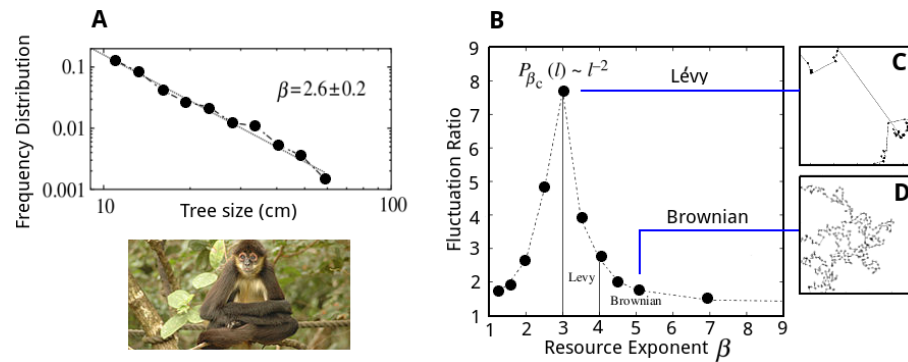 A
Frequency Distribution
0.1
0.01
0.001
β=2.6±0.2
10
100
Tree size (cm)
B
Fluctuation Ratio
9
8
7
6
5
4
3
2
1
P_{β_c} (l) ~ l^{-2}
Lévy
Brownian
Levy
Brownian
1 2 3 4 5 6 7 8 9
Resource Exponent β
C
D